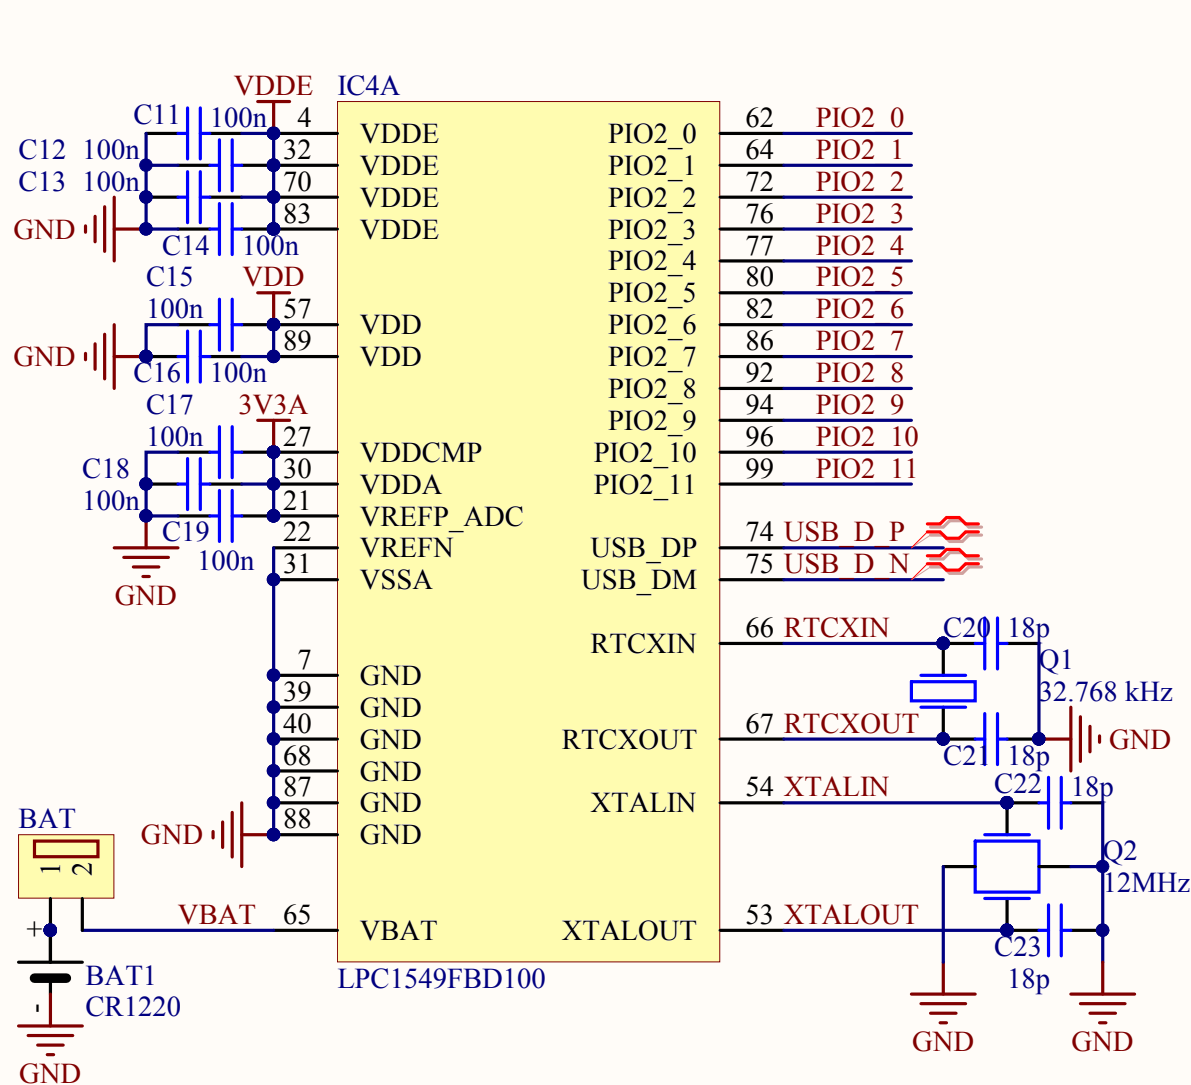 VDDE IC4A
C11 100n 4 VDDE PIO2_0 62 PIO2_0
C12 100n 32 VDDE PIO2_1 64 PIO2_1
C13 100n 70 VDDE PIO2_2 72 PIO2_2
GND 83 VDDE PIO2_3 76 PIO2_3
C14 100n PIO2_4 77 PIO2_4
C15 VDD PIO2_5 80 PIO2_5
100n 57 VDD PIO2_6 82 PIO2_6
GND 89 VDD PIO2_7 86 PIO2_7
C16 100n PIO2_8 92 PIO2_8
C17 3V3A PIO2_9 94 PIO2_9
100n 27 VDDCMP PIO2_10 96 PIO2_10
C18 30 VDDA PIO2_11 99 PIO2_11
100n 21 VREFP_ADC
C19 22 VREFN USB_DP 74 USB_D_P
100n 31 VSSA USB_DM 75 USB_D_N
GND
RTCXIN 66 RTCXIN C20 18p
7 GND Q1
39 GND 32.768 kHz
40 GND RTCXOUT 67 RTCXOUT GND
C21 18p
68 GND
87 GND XTALIN 54 XTALIN C22 18p
GND 88 GND
BAT Q2
1 2 12MHz
VBAT 65 VBAT XTALOUT 53 XTALOUT
+ C23
BAT1 LPC1549FBD100 18p
CR1220
-
GND GND
GND